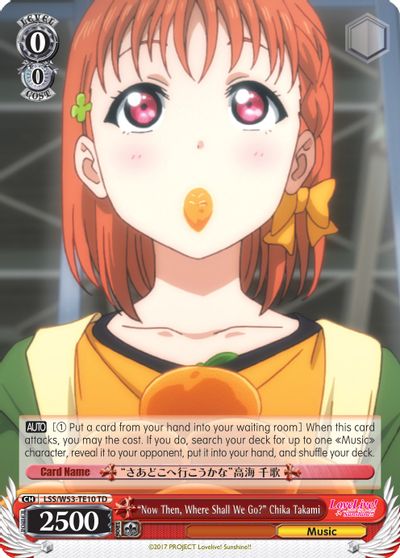 LEVEL
0
0
COST
AUTO [① Put a card from your hand into your waiting room] When this card
attacks, you may the cost. If you do, search your deck for up to one «Music»
character, reveal it to your opponent, put it into your hand, and shuffle your deck.
Card Name
“さあどこへ行こうかな”高海 千歌
CH LSS/WS3-TE10 TD
"Now Then, Where Shall We Go?" Chika Takami
LoveLive!
Sunshine!!
POWER
2500
Music
©2017 PROJECT Lovelive! Sunshine!!